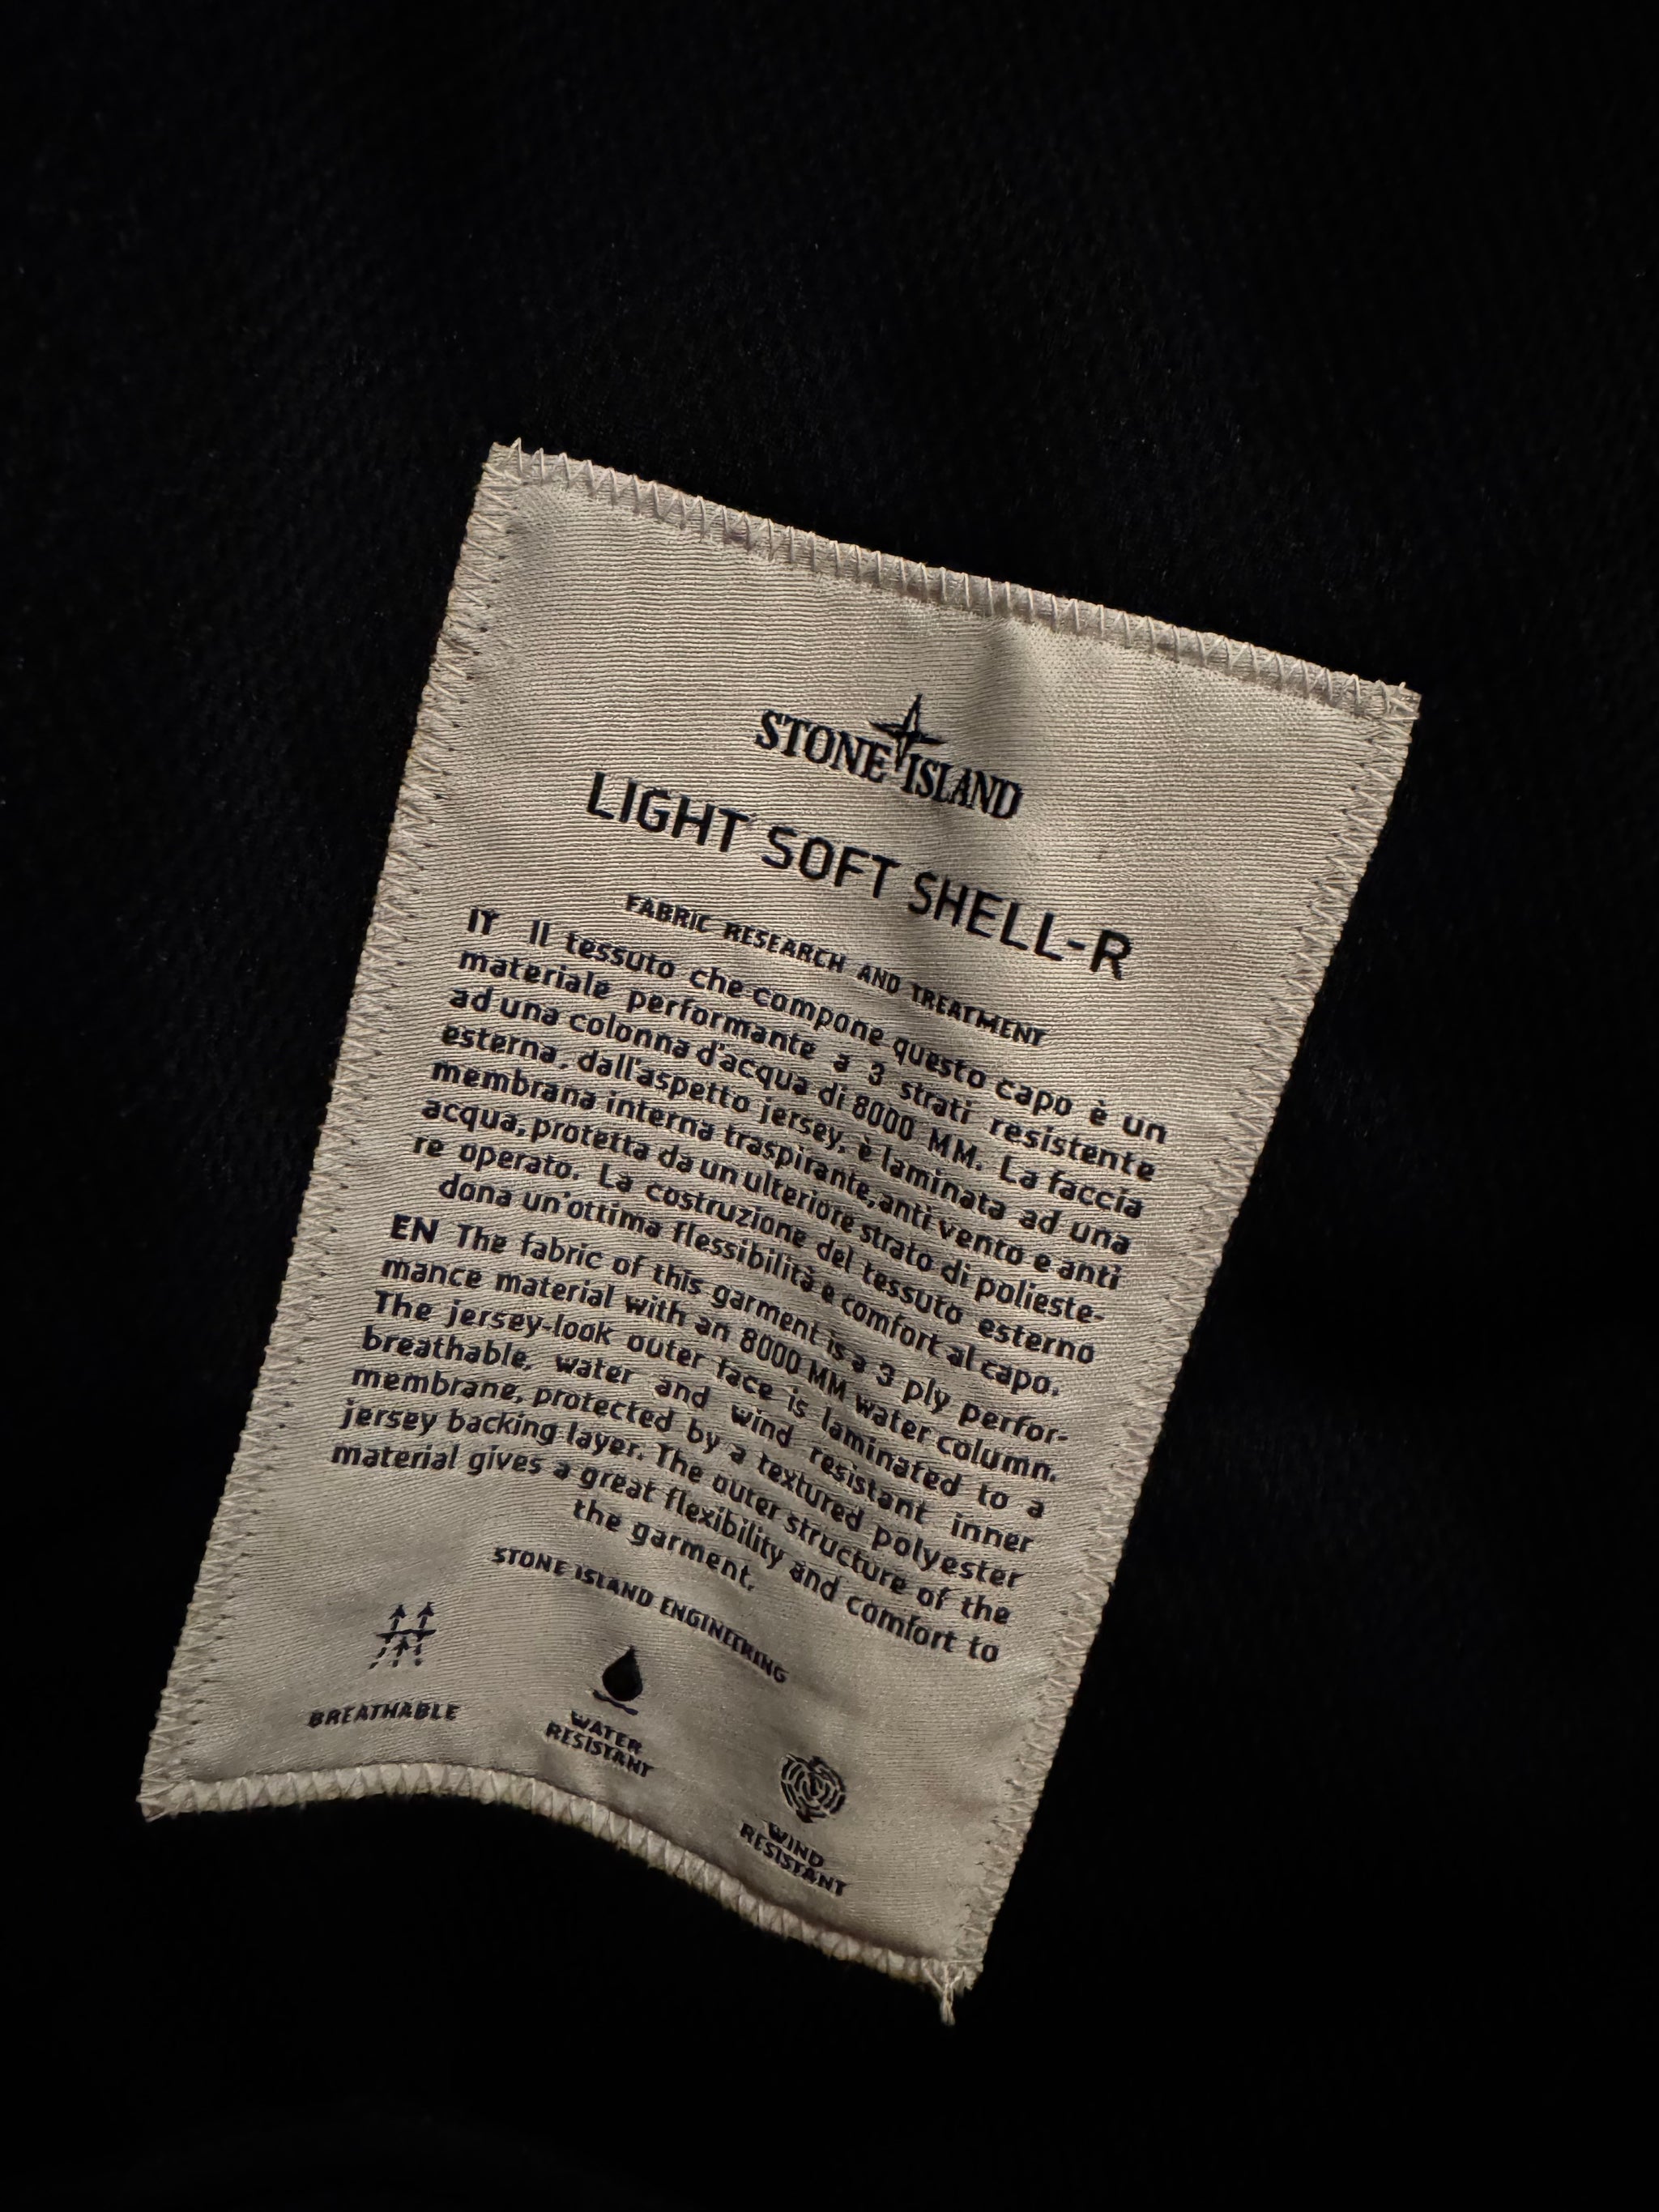 STONE ISLAND
LIGHT SOFT SHELL-R
FABRIC RESEARCH AND TREATMENT
IT Il tessuto che compone questo capo è un
materiale performante a 3 strati resistente
ad una colonna d'acqua di 8000 MM. La faccia
esterna, dall'aspetto jersey, è laminata ad una
membrana interna traspirante, anti vento e anti
acqua, protetta da un ulteriore strato di polieste-
re operato. La costruzione del tessuto esterno
dona un'ottima flessibilità e comfort al capo.
EN The fabric of this garment is a 3 ply perfor-
mance material with an 8000 MM water column.
The jersey-look outer face is laminated to a
breathable, water and wind resistant inner
membrane, protected by a textured polyester
jersey backing layer. The outer structure of the
material gives a great flexibility and comfort to
the garment.
STONE ISLAND ENGINEERING
BREATHABLE
WATER
RESISTANT
WIND
RESISTANT